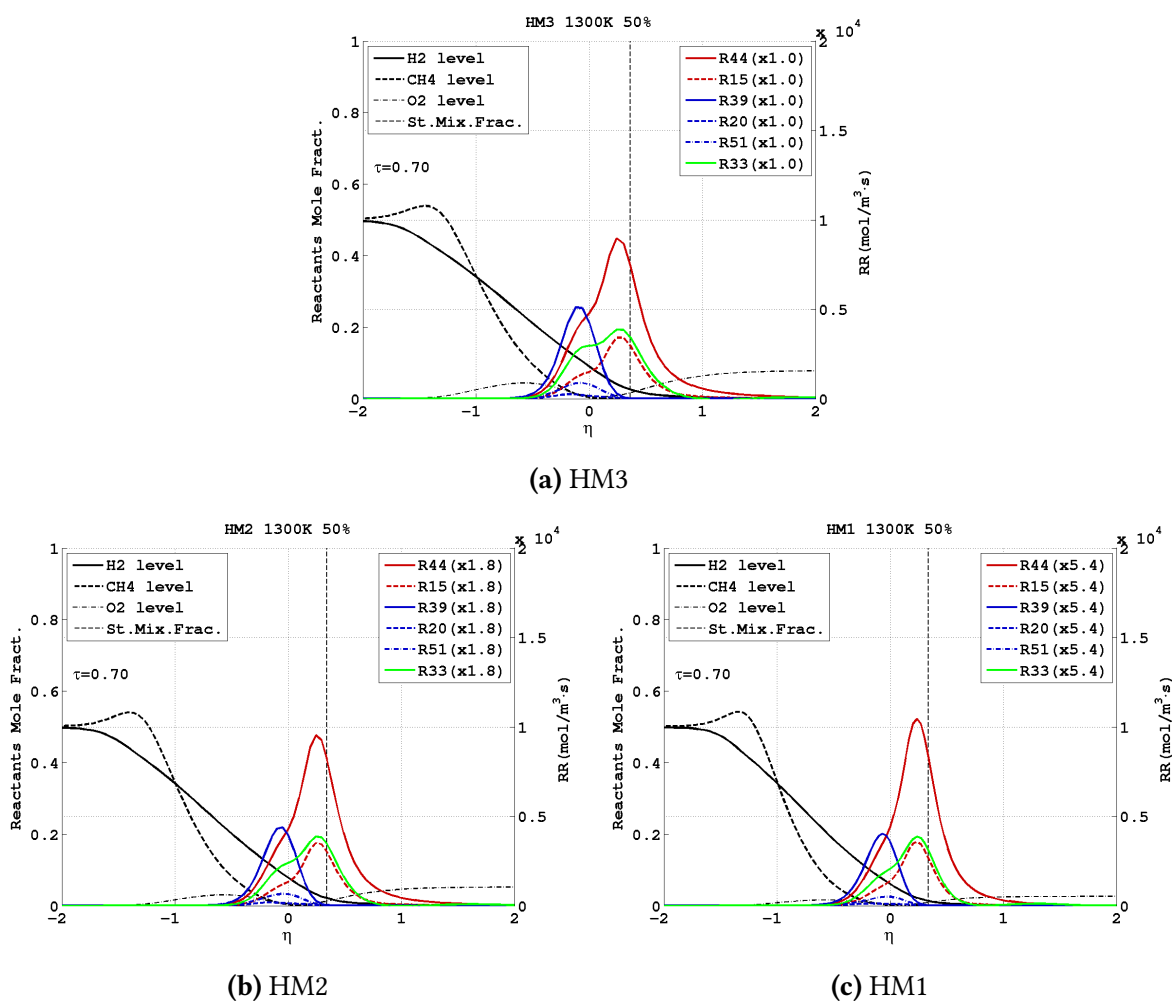 HM3 1300K 50%
x 10^4
H2 level
CH4 level
O2 level
St.Mix.Frac.
R44(x1.0)
R15(x1.0)
R39(x1.0)
R20(x1.0)
R51(x1.0)
R33(x1.0)
τ=0.70
Reactants Mole Fract.
1
0.8
0.6
0.4
0.2
0
2
1.5
1
0.5
0
RR(mol/m³·s)
−2 −1 0 1 2
η
(a) HM3
HM2 1300K 50%
x 10^4
H2 level
CH4 level
O2 level
St.Mix.Frac.
R44(x1.8)
R15(x1.8)
R39(x1.8)
R20(x1.8)
R51(x1.8)
R33(x1.8)
τ=0.70
Reactants Mole Fract.
1
0.8
0.6
0.4
0.2
0
2
1.5
1
0.5
0
RR(mol/m³·s)
−2 −1 0 1 2
η
(b) HM2
HM1 1300K 50%
x 10^4
H2 level
CH4 level
O2 level
St.Mix.Frac.
R44(x5.4)
R15(x5.4)
R39(x5.4)
R20(x5.4)
R51(x5.4)
R33(x5.4)
τ=0.70
Reactants Mole Fract.
1
0.8
0.6
0.4
0.2
0
2
1.5
1
0.5
0
RR(mol/m³·s)
−2 −1 0 1 2
η
(c) HM1